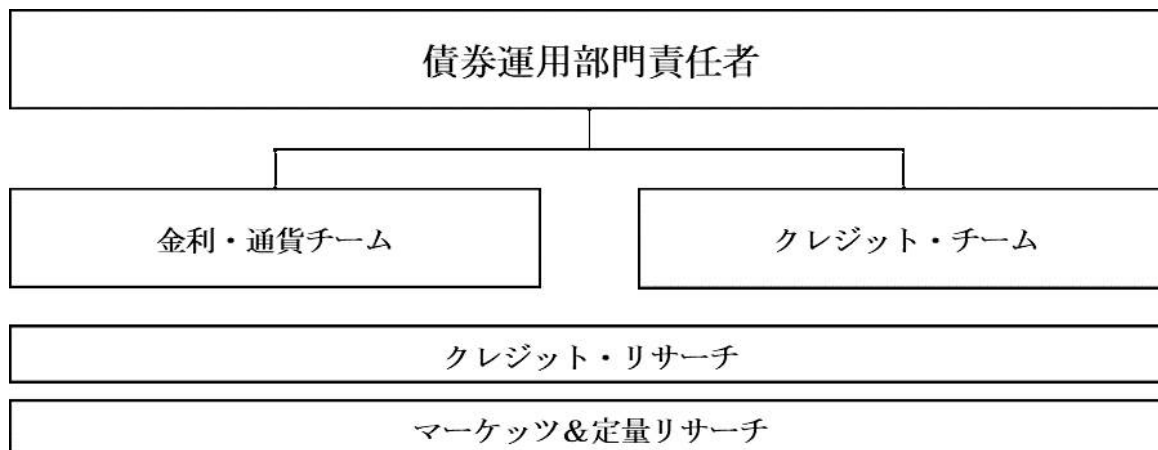 債券運用部門責任者
金利・通貨チーム
クレジット・チーム
クレジット・リサーチ
マーケッツ＆定量リサーチ